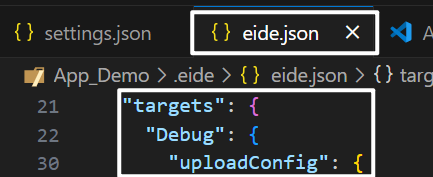 {} settings.json
{} eide.json ×
A
App_Demo > .eide > {} eide.json > {} targ
21 "targets": {
22 "Debug": {
30 "uploadConfig": {